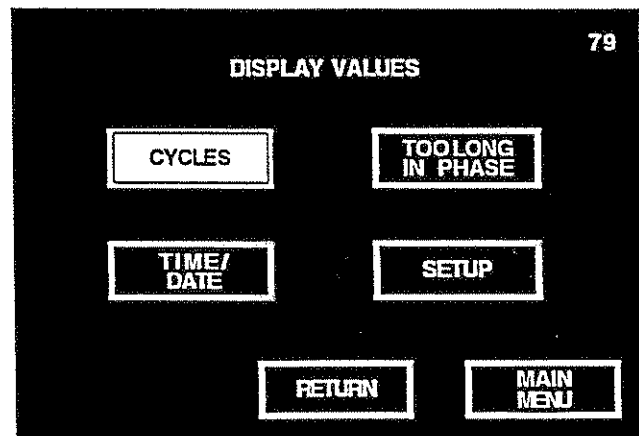 79
DISPLAY VALUES
CYCLES
TOO LONG
IN PHASE
TIME/
DATE
SETUP
RETURN
MAIN
MENU